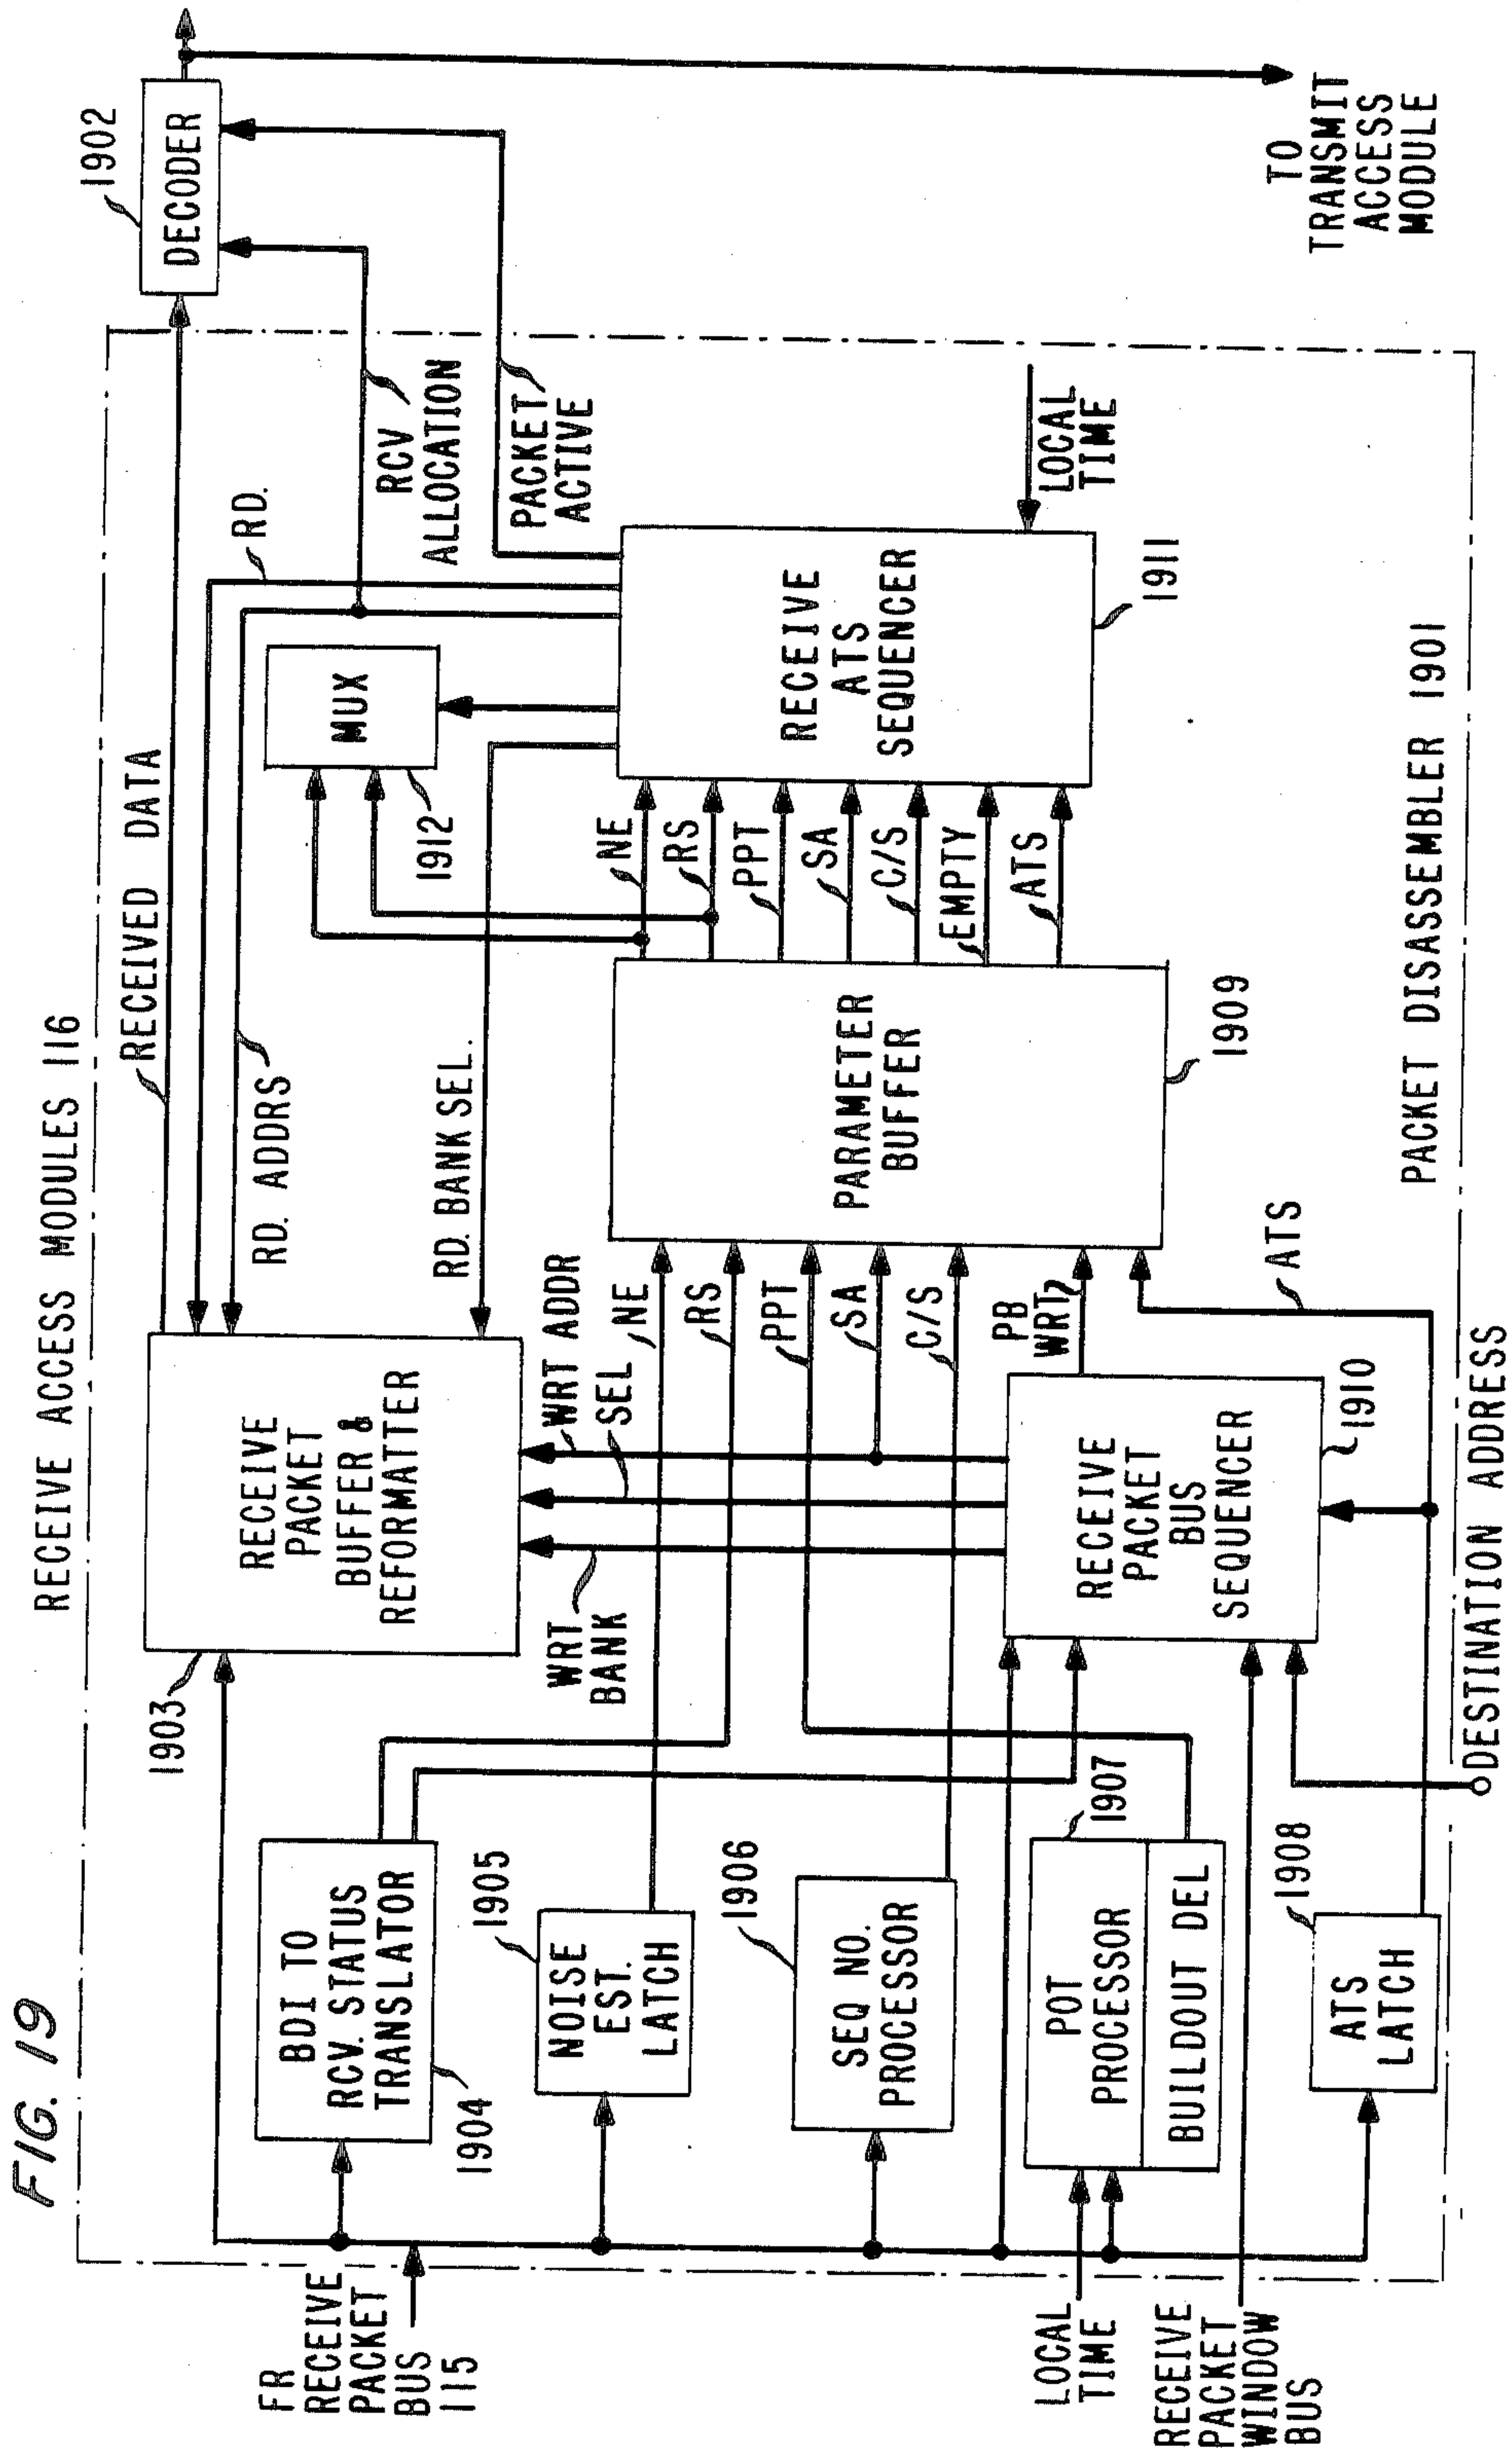 FIG. 19
RECEIVE ACCESS MODULES 116
FR
RECEIVE
PACKET
BUS
115
LOCAL
TIME
RECEIVE
PACKET
WINDOW
BUS
BDI TO
RCV. STATUS
TRANSLATOR
1904
NOISE
EST.
LATCH
1905
SEQ NO.
PROCESSOR
1906
POT
PROCESSOR
BUILDOUT DEL
1907
ATS
LATCH
1908
DESTINATION ADDRESS
1903
RECEIVE
PACKET
BUFFER &
REFORMATTER
WRT
BANK
SEL
WRT ADDR
RECEIVE
PACKET
BUS
SEQUENCER
1910
NE
RS
PPT
SA
C/S
PB
WRT
ATS
PARAMETER
BUFFER
1909
RECEIVED DATA
RD. ADDRS
RD. BANK SEL.
RD.
MUX
1912
NE
RS
PPT
SA
C/S
EMPTY
ATS
RECEIVE
ATS
SEQUENCER
1911
LOCAL
TIME
RCV
ALLOCATION
PACKET
ACTIVE
PACKET DISASSEMBLER 1901
DECODER
1902
TO
TRANSMIT
ACCESS
MODULE